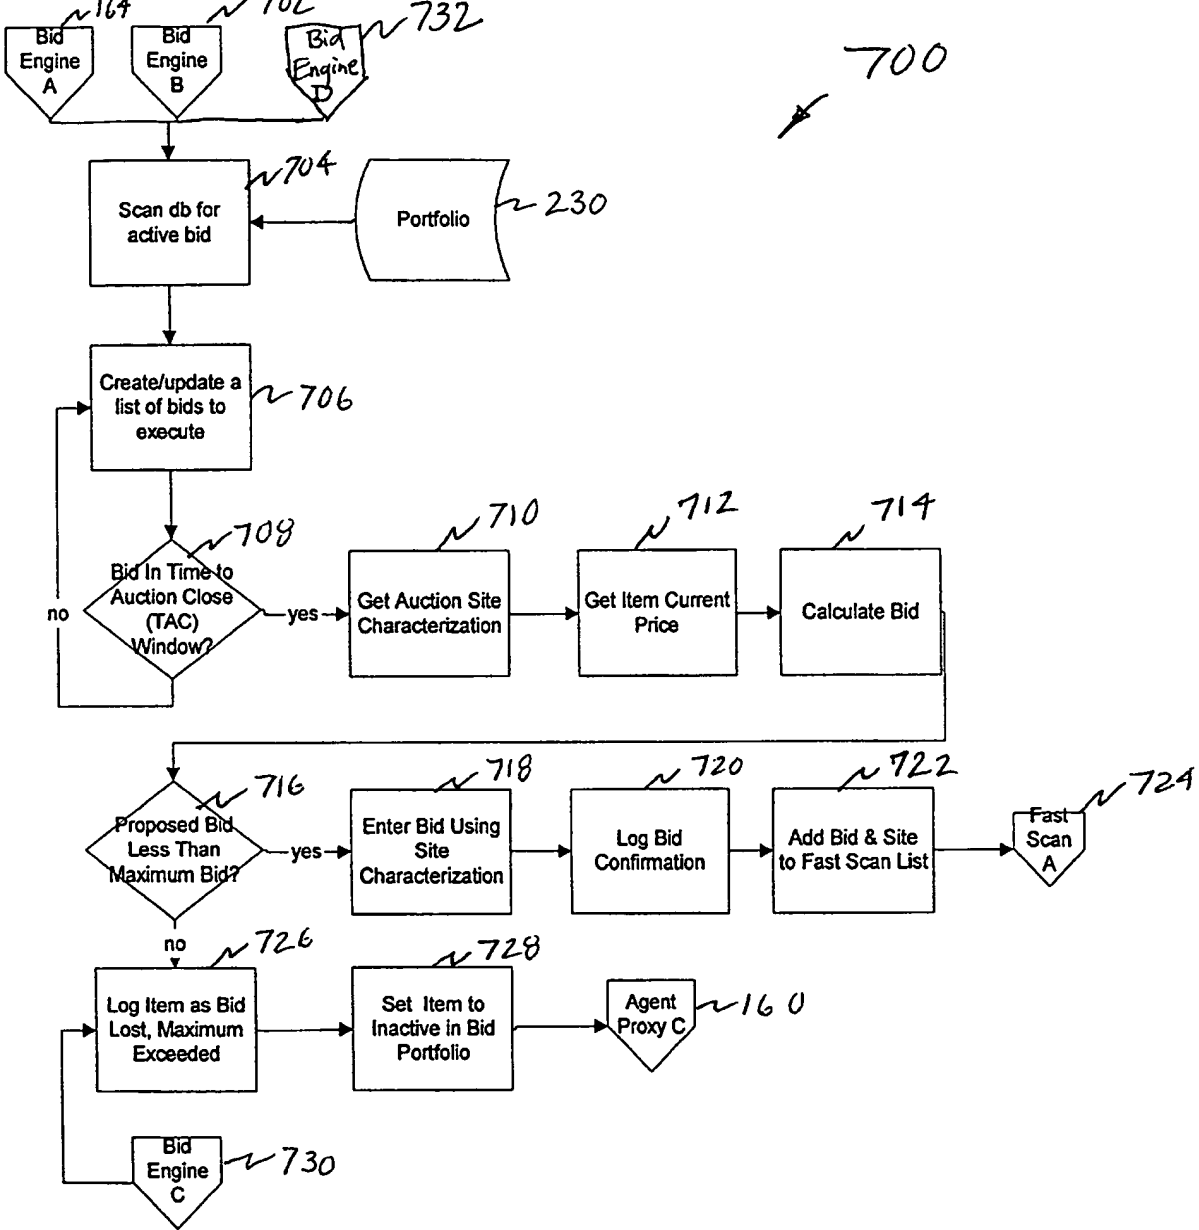 164
702
732
Bid
Engine
A
Bid
Engine
B
Bid
Engine
D
700
704
Scan db for
active bid
Portfolio
230
Create/update a
list of bids to
execute
706
708
Bid In Time to
Auction Close
(TAC)
Window?
no
yes
710
Get Auction Site
Characterization
712
Get Item Current
Price
714
Calculate Bid
716
Proposed Bid
Less Than
Maximum Bid?
yes
no
718
Enter Bid Using
Site
Characterization
720
Log Bid
Confirmation
722
Add Bid & Site
to Fast Scan List
724
Fast
Scan
A
726
Log Item as Bid
Lost, Maximum
Exceeded
728
Set Item to
Inactive in Bid
Portfolio
Agent
Proxy C
160
Bid
Engine
C
730